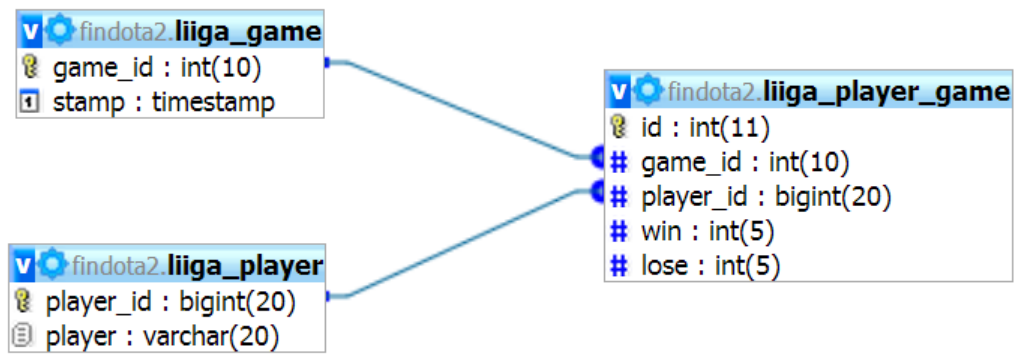 v findota2.liiga_game
game_id : int(10)
1 stamp : timestamp
v findota2.liiga_player_game
id : int(11)
# game_id : int(10)
# player_id : bigint(20)
# win : int(5)
# lose : int(5)
v findota2.liiga_player
player_id : bigint(20)
player : varchar(20)